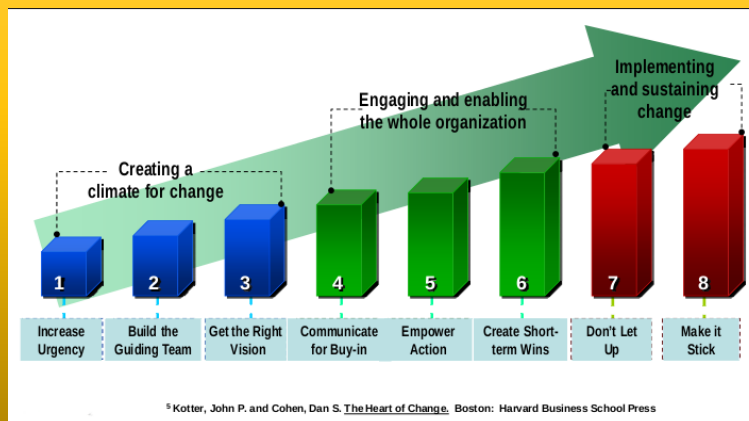 Implementing
and sustaining
change
Engaging and enabling
the whole organization
Creating a
climate for change
1
2
3
4
5
6
7
8
Increase
Urgency
Build the
Guiding Team
Get the Right
Vision
Communicate
for Buy-in
Empower
Action
Create Short-
term Wins
Don't Let
Up
Make it
Stick
5 Kotter, John P. and Cohen, Dan S. The Heart of Change. Boston: Harvard Business School Press